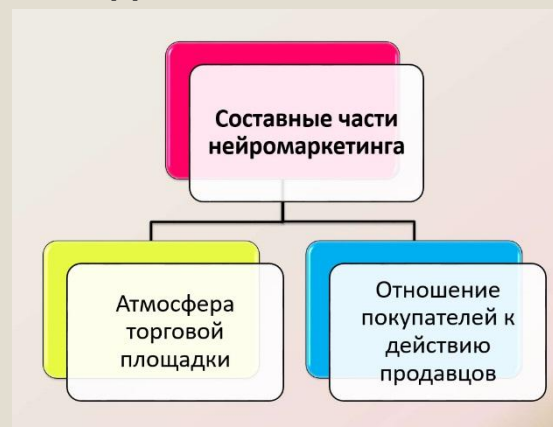 Составные части
нейромаркетинга
Атмосфера
торговой
площадки
Отношение
покупателей к
действию
продавцов